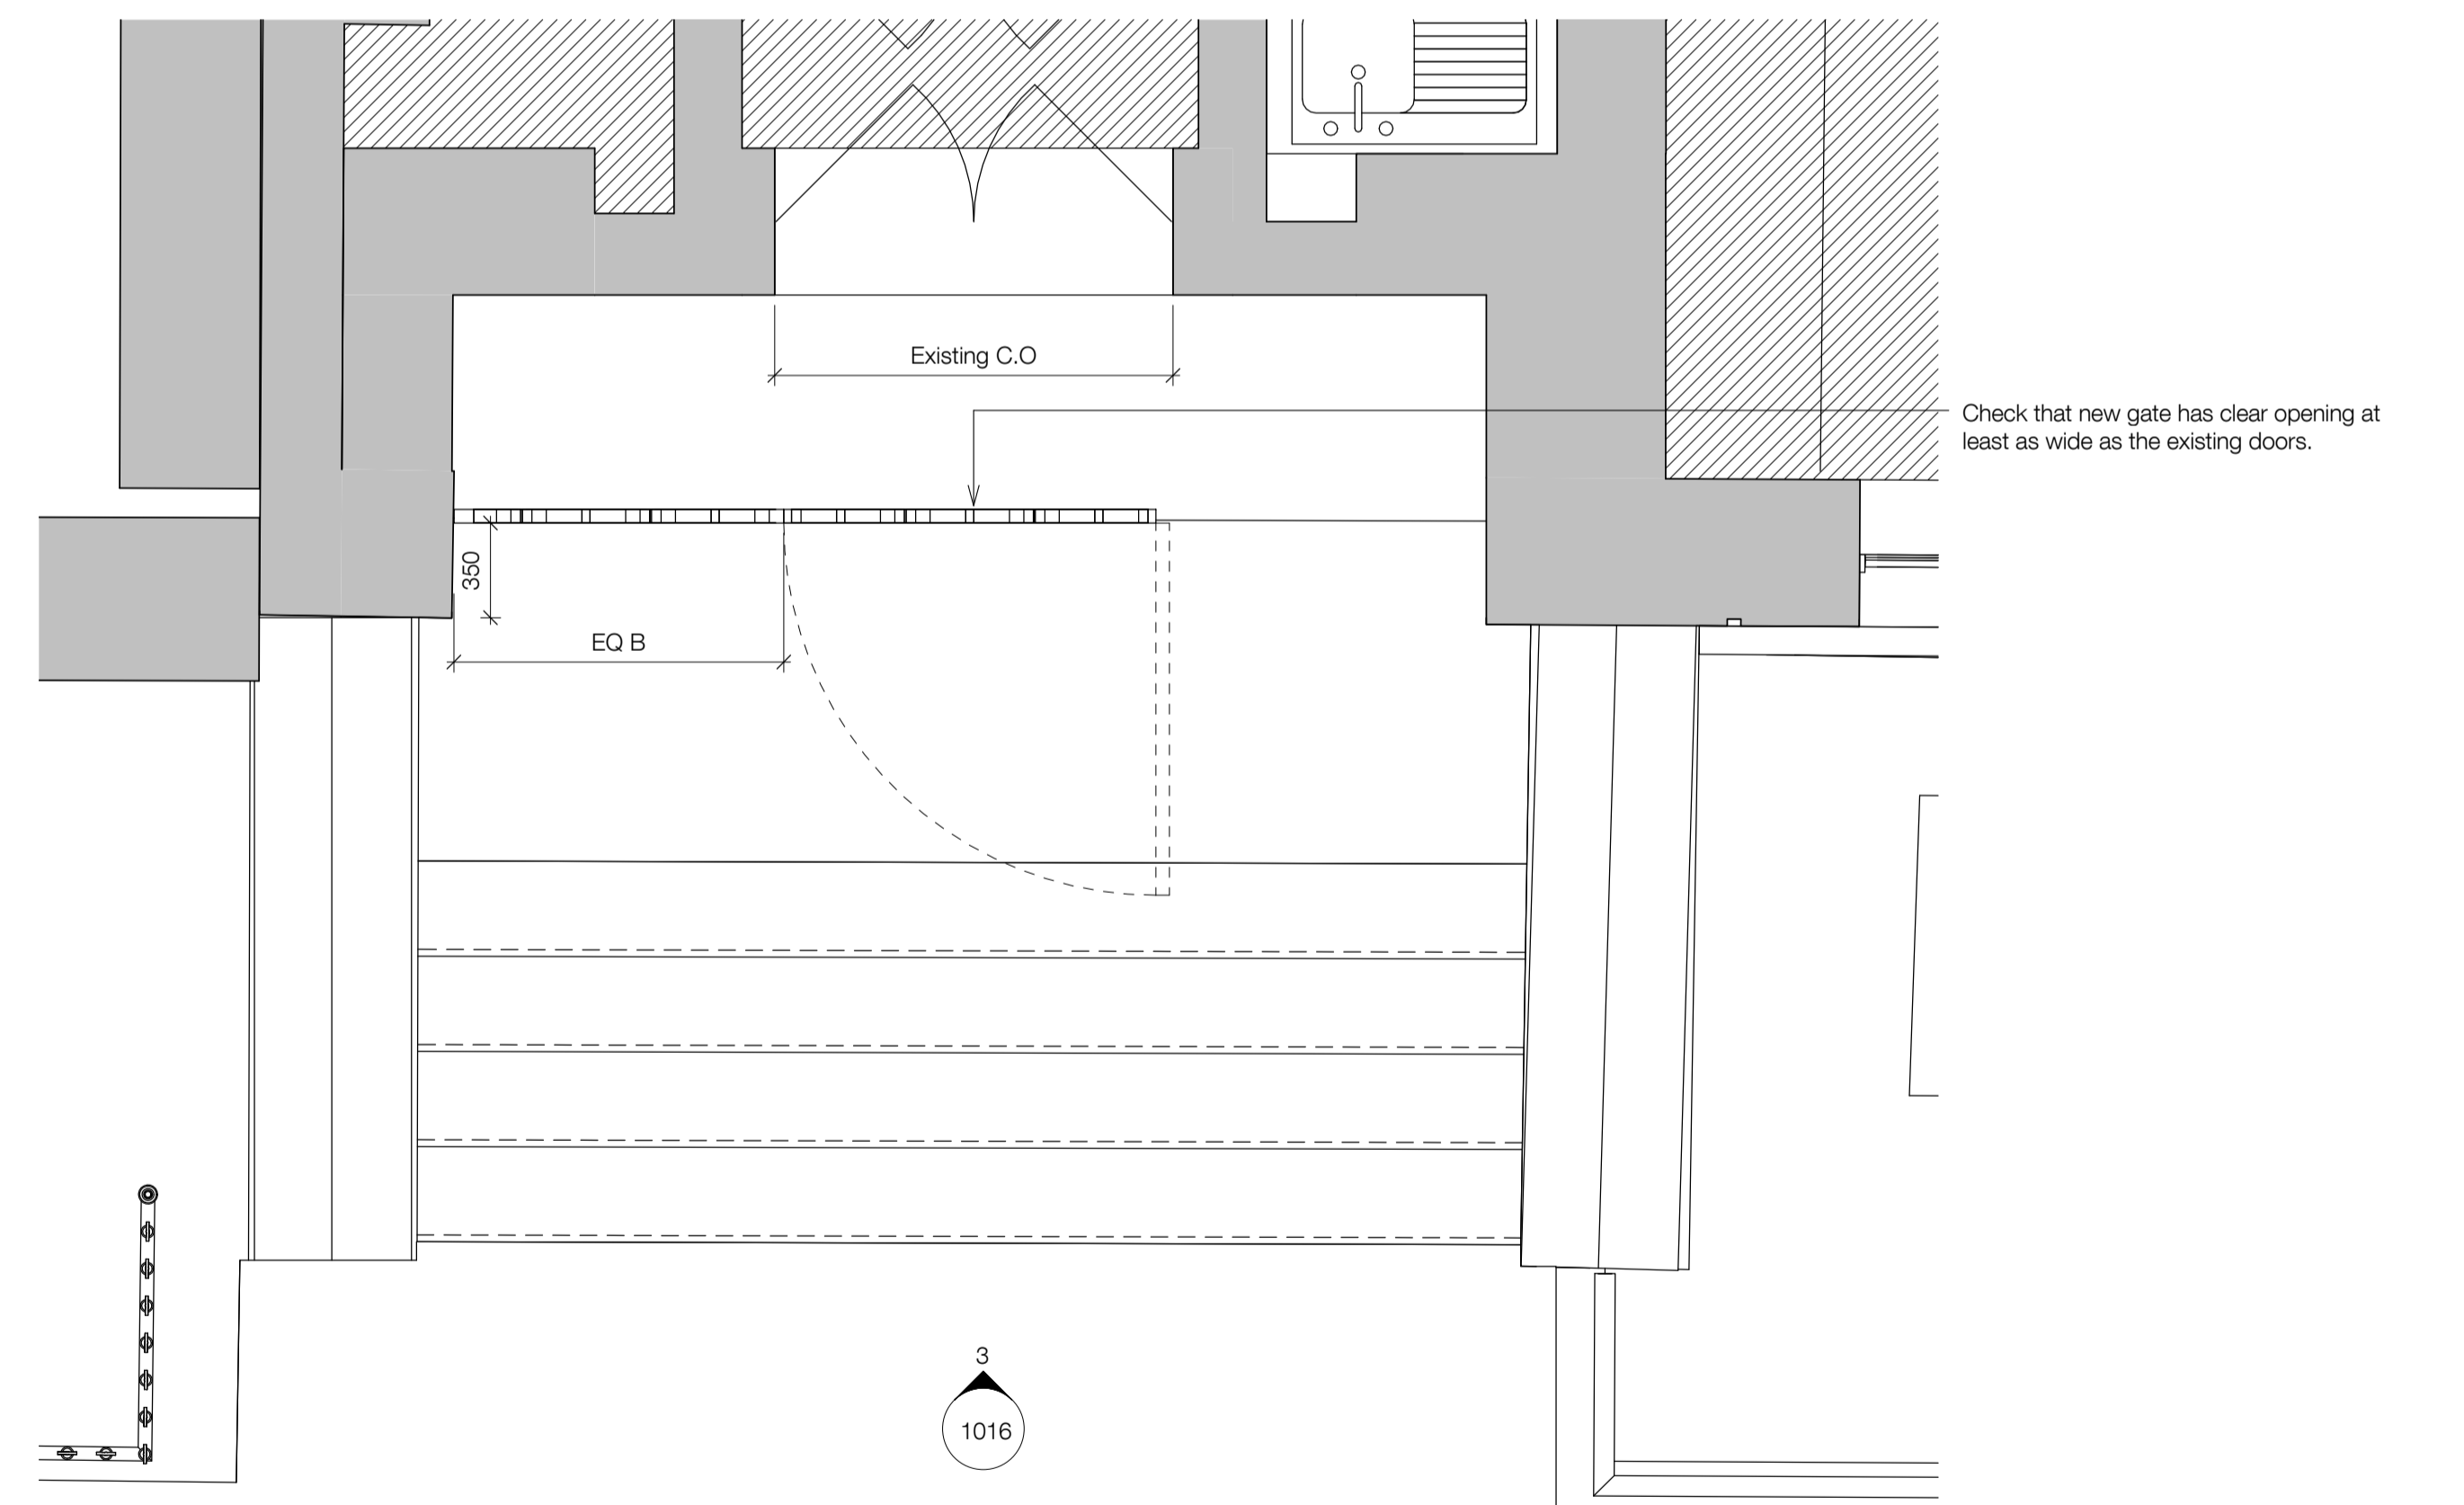 Existing C.O
Check that new gate has clear opening at
least as wide as the existing doors.
350
EQ B
3
1016